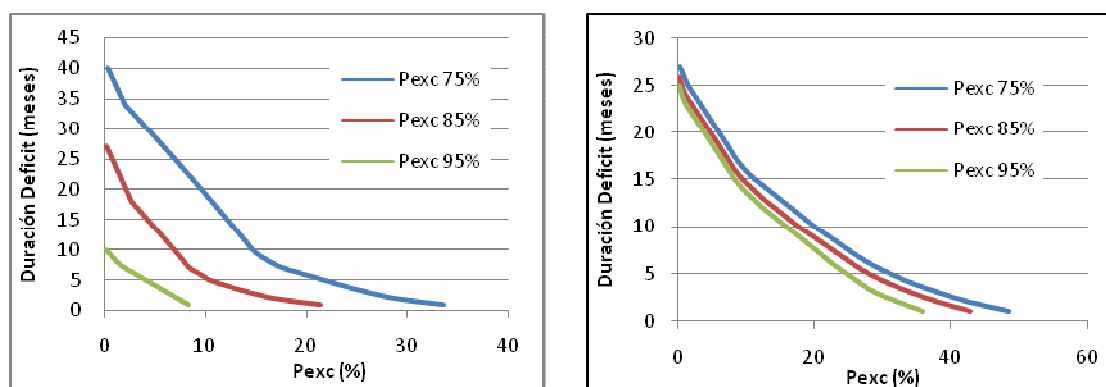 Duración Deficit (meses)
45
40
35
30
25
20
15
10
5
0
Pexc 75%
Pexc 85%
Pexc 95%
0 10 20 30 40
Pexc (%)
Duración Deficit (meses)
30
25
20
15
10
5
0
Pexc 75%
Pexc 85%
Pexc 95%
0 20 40 60
Pexc (%)